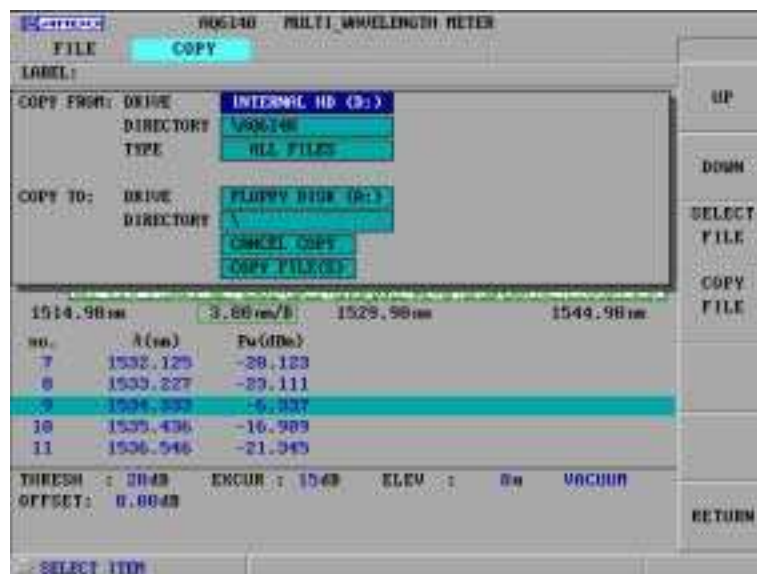 ANDO AQ6140 MULTI_WAVELENGTH METER
FILE COPY
LABEL:
COPY FROM: DRIVE INTERNAL HD (D:)
DIRECTORY \AQ6140
TYPE ALL FILES
COPY TO: DRIVE FLOPPY DISK (A:)
DIRECTORY \
CANCEL COPY
COPY FILE(S)
1514.98nm 3.00nm/D 1529.98nm 1544.98nm
no. λ(nm) Pw(dBm)
7 1532.125 -20.123
8 1533.227 -23.111
9
10 1535.436 -16.989
11 1536.546 -21.345
THRESH : 20dB EXCUR : 15dB ELEV : 0m VACUUM
OFFSET: 0.00dB
SELECT ITEM
UP
DOWN
SELECT
FILE
COPY
FILE
RETURN